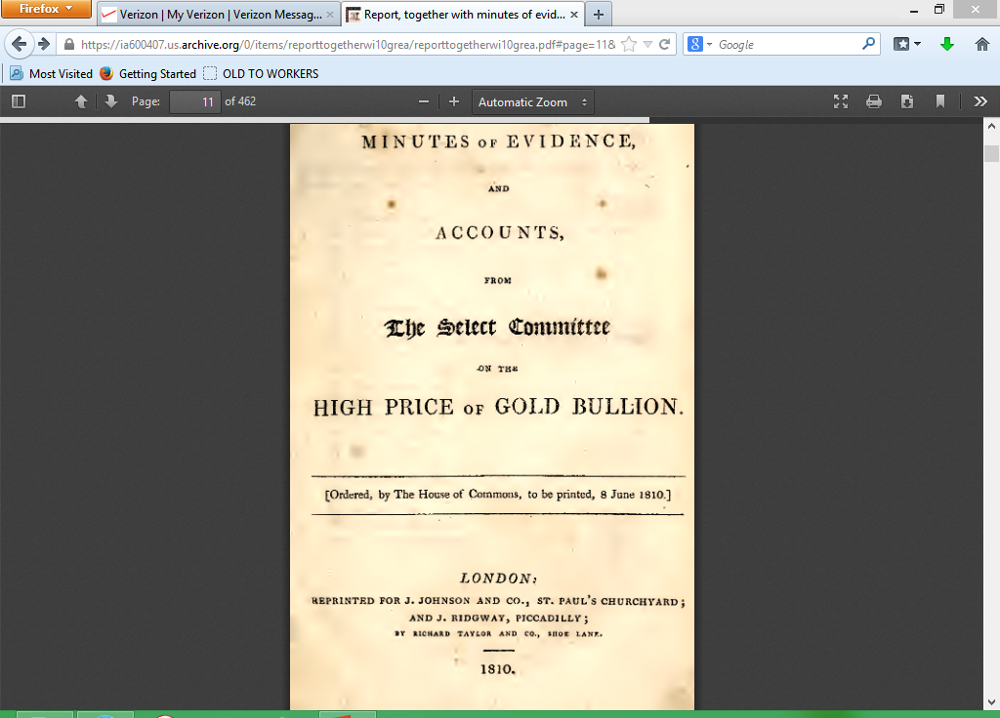 Firefox
Verizon | My Verizon | Verizon Messag...
Report, together with minutes of evid...
https://ia600407.us.archive.org/0/items/reporttogetherwi10grea/reporttogetherwi10grea.pdf#page=11&
Google
Most Visited
Getting Started
OLD TO WORKERS
Page: 11 of 462
Automatic Zoom
MINUTES OF EVIDENCE,
AND
ACCOUNTS,
FROM
The Select Committee
ON THE
HIGH PRICE OF GOLD BULLION.
[Ordered, by The House of Commons, to be printed, 8 June 1810.]
LONDON:
REPRINTED FOR J. JOHNSON AND CO., ST. PAUL'S CHURCHYARD;
AND J. RIDGWAY, PICCADILLY;
BY RICHARD TAYLOR AND CO., SHOE LANE.
1810.